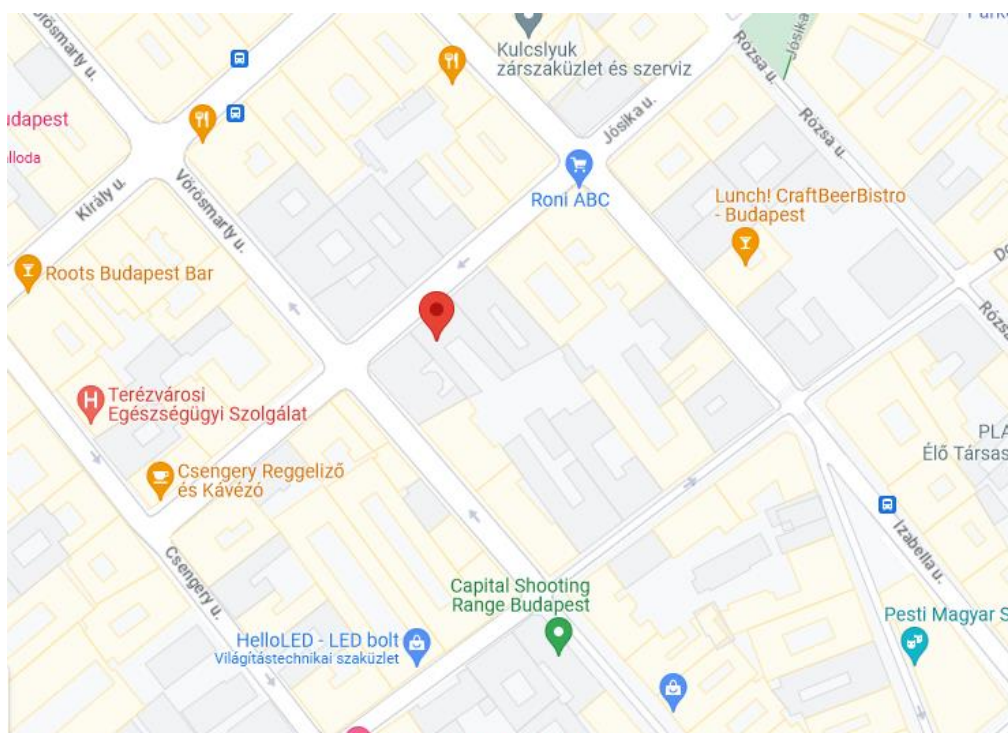 Vörösmarty u.
Kulcslyuk
zárszaküzlet és szerviz
Jósika u.
Rózsa u.
Rózsa u.
udapest
lloda
Jósika u.
Király u.
Vörösmarty u.
Roni ABC
Lunch! CraftBeerBistro
- Budapest
Roots Budapest Bar
Rózsa
Terézvárosi
Egészségügyi Szolgálat
H
PLA
Élő Társas
Csengery Reggeliző
és Kávézó
Izabella u.
Csengery u.
Capital Shooting
Range Budapest
Pesti Magyar S
HelloLED - LED bolt
Világítástechnikai szaküzlet